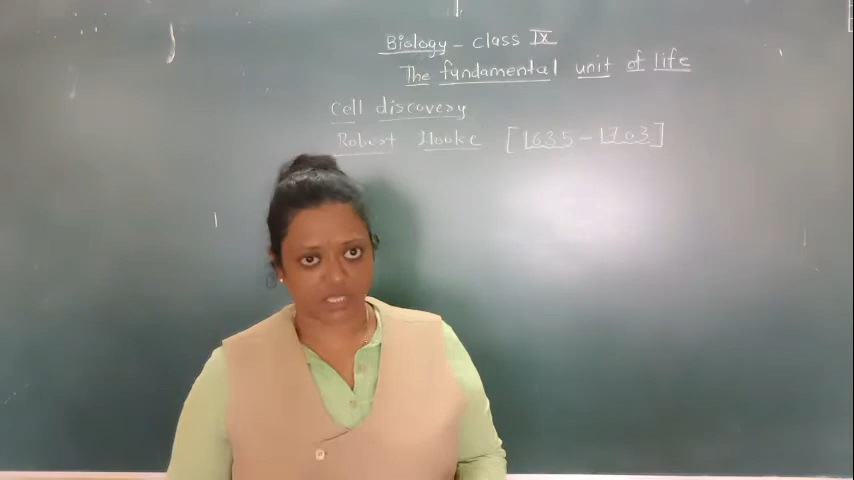 Biology - class IX
The fundamental unit of life
Cell discovery
Robert Hooke [1635 - 1703]